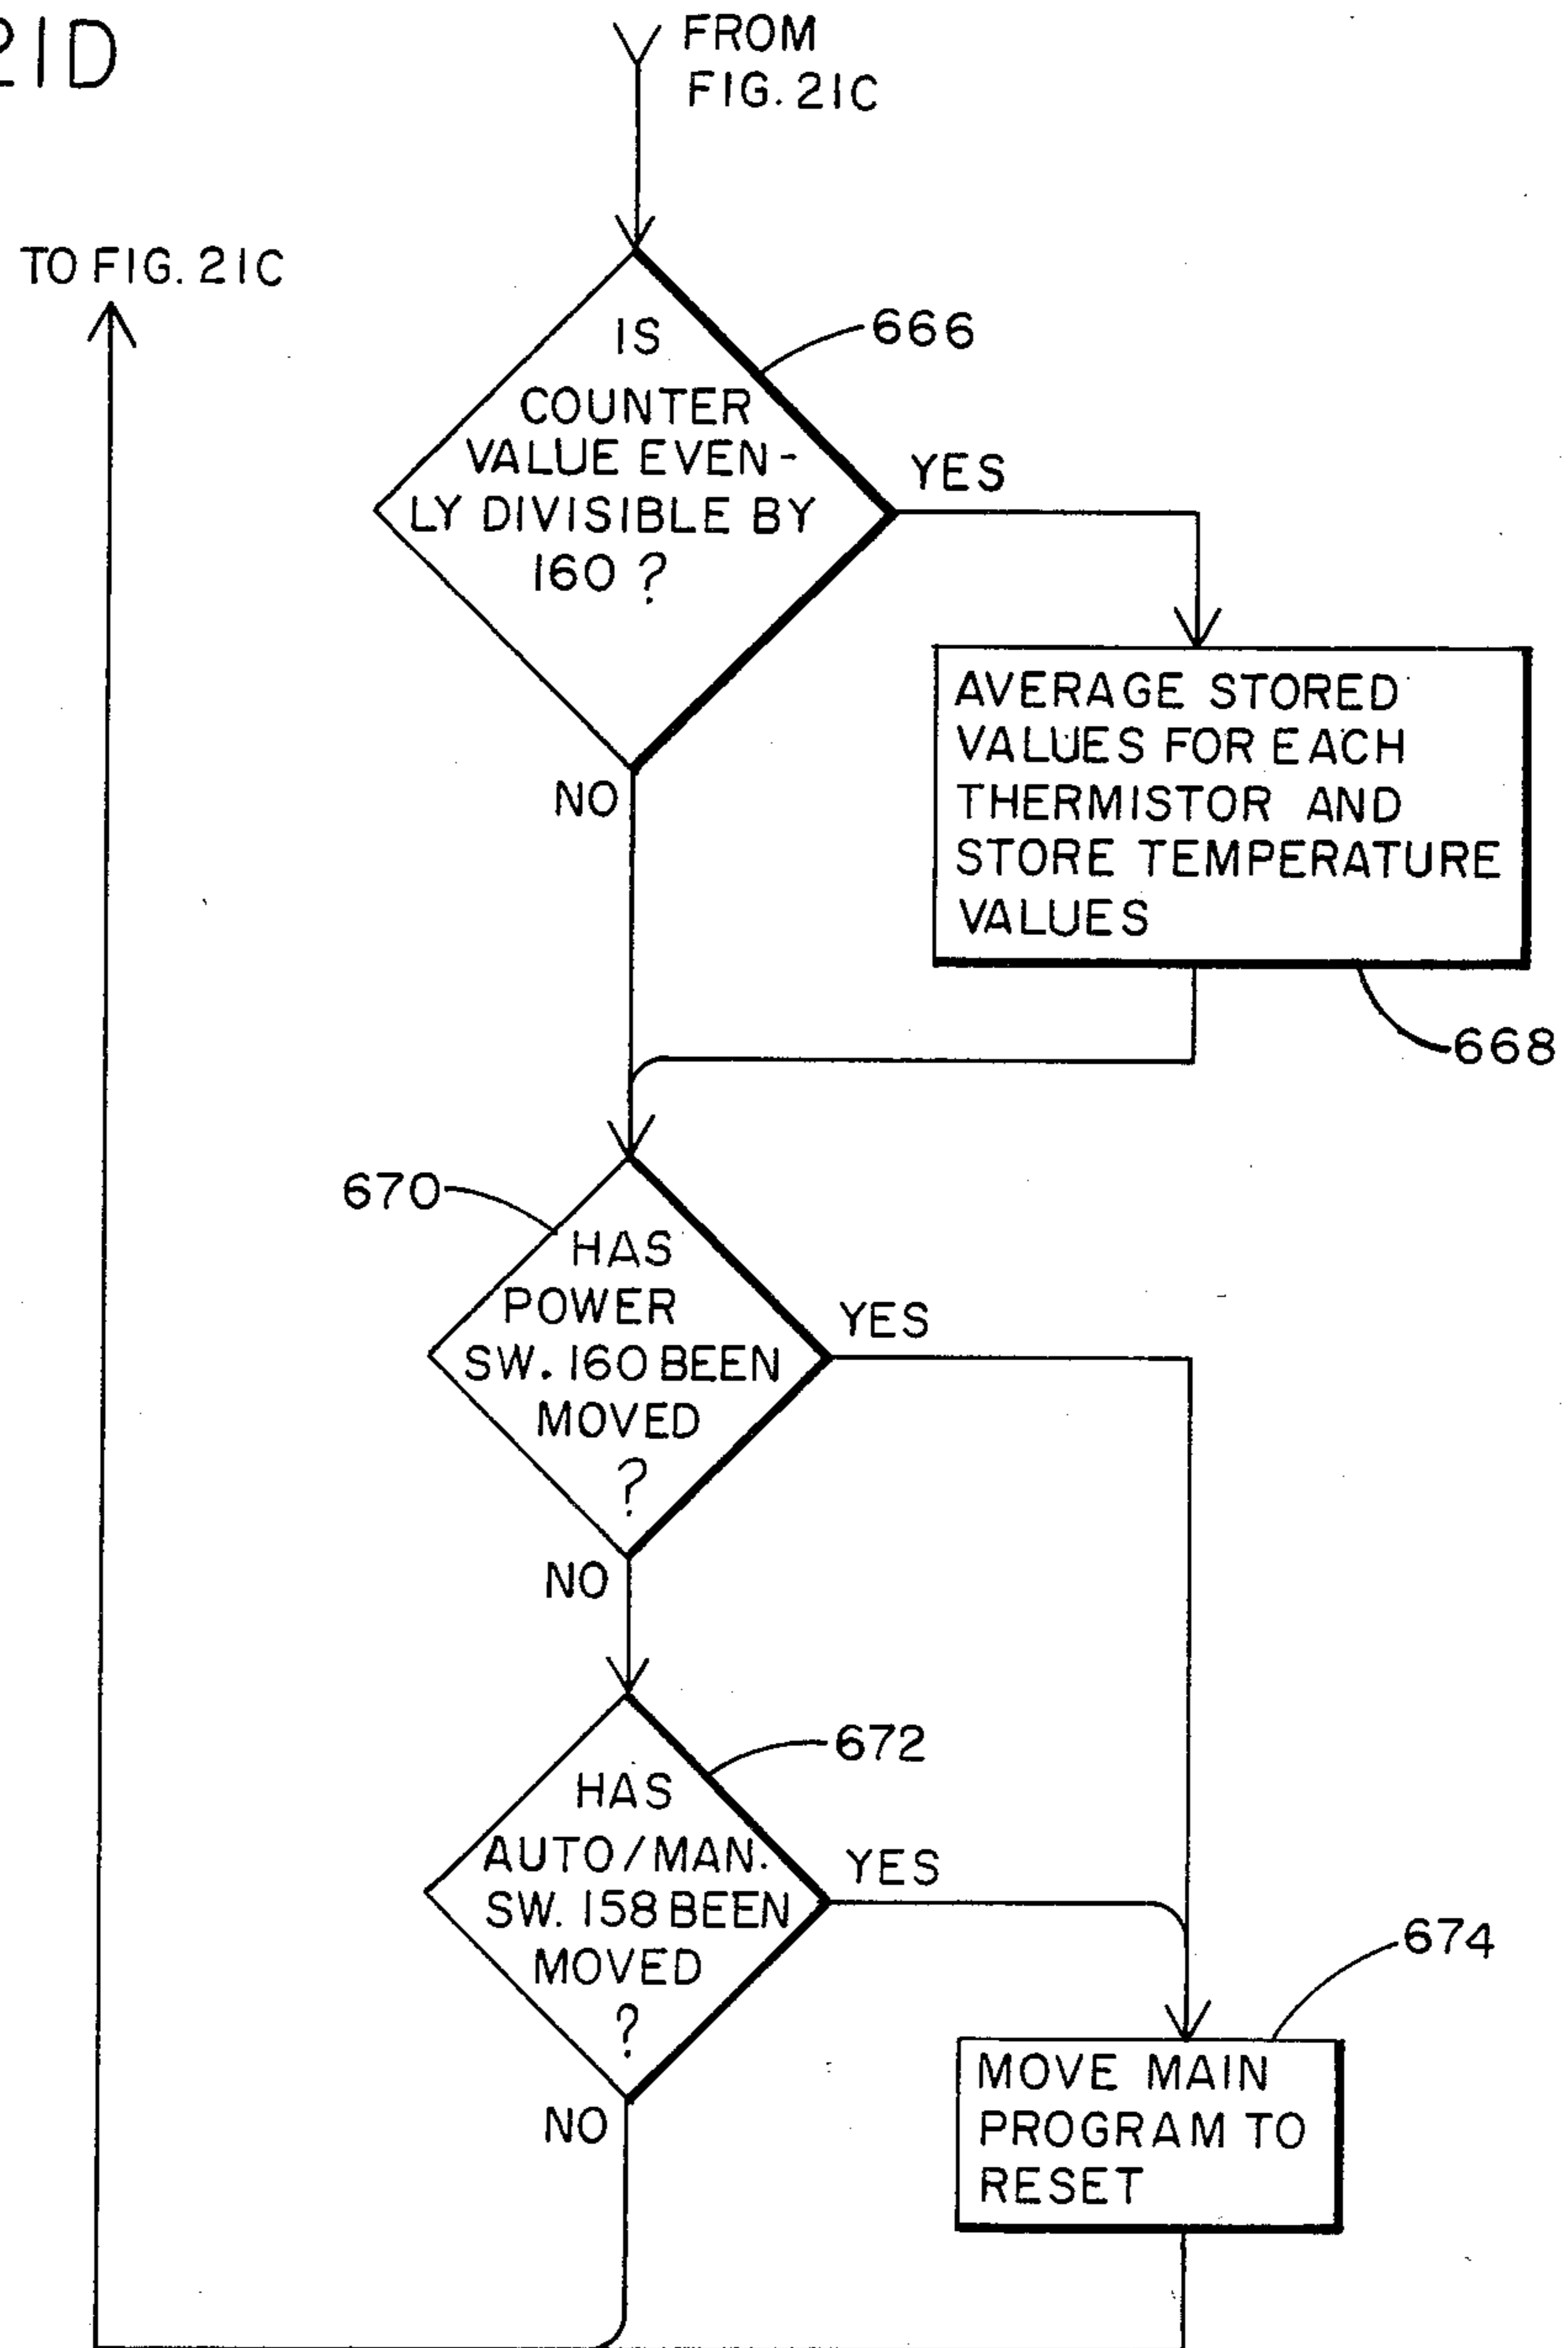 21D
FROM
FIG. 21C
TO FIG. 21C
IS
COUNTER
VALUE EVEN-
LY DIVISIBLE BY
160 ?
666
YES
NO
AVERAGE STORED
VALUES FOR EACH
THERMISTOR AND
STORE TEMPERATURE
VALUES
668
670
HAS
POWER
SW. 160 BEEN
MOVED
?
YES
NO
672
HAS
AUTO/MAN.
SW. 158 BEEN
MOVED
?
YES
NO
674
MOVE MAIN
PROGRAM TO
RESET